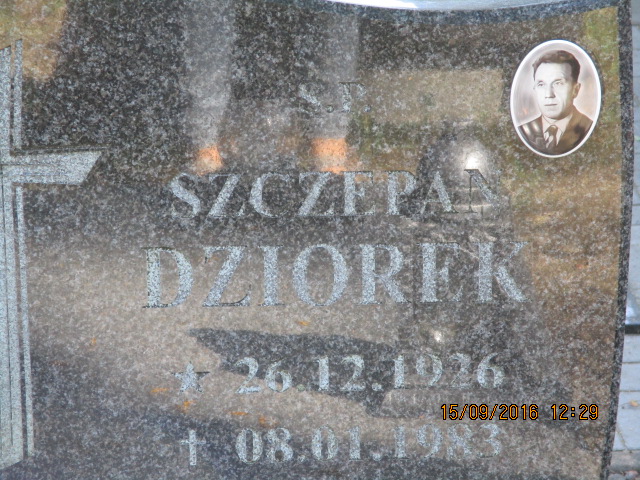 Ś.P.
SZCZEPAN
DZIOREK
★ 26.12.1926
✝ 08.01.1983
15/09/2016 12:29